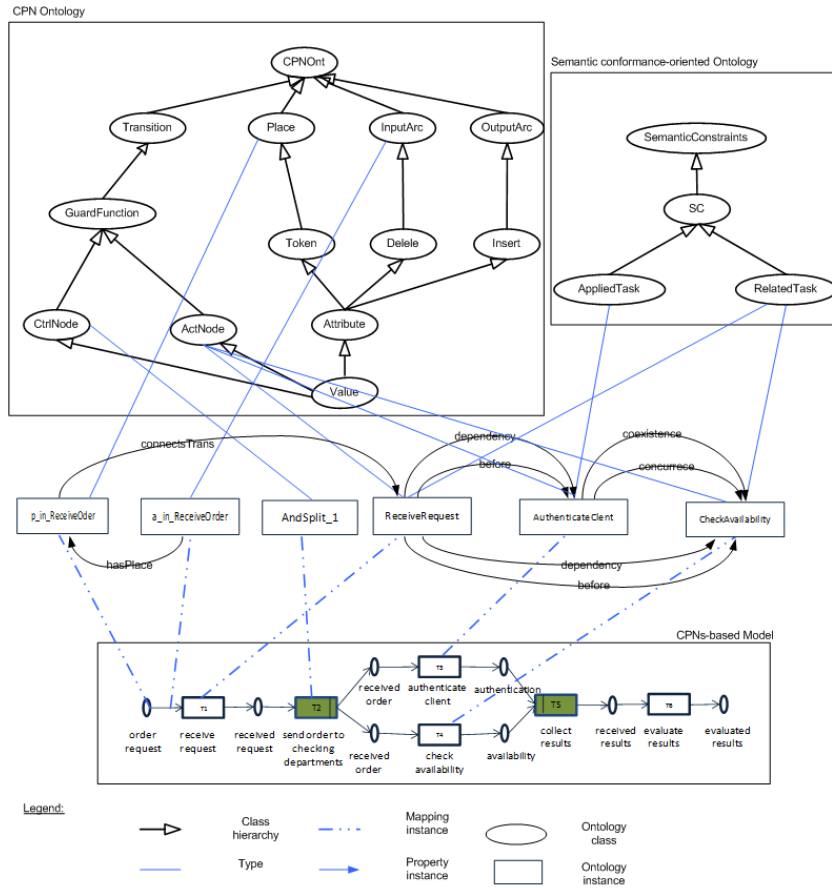 CPN Ontology
CPNOnt
Semantic conformance-oriented Ontology
Transition
Place
InputArc
OutputArc
SemanticConstraints
GuardFunction
SC
Token
Delele
Insert
AppliedTask
RelatedTask
CtrlNode
ActNode
Attribute
Value
connectsTrans
dependency
coexistence
before
concurrece
p_in_ReceiveOder
a_in_ReceiveOrder
AndSplit_1
ReceiveRequest
AuthenticateClient
CheckAvailability
hasPlace
dependency
before
CPNs-based Model
T1
T2
T3
T4
T5
T6
order
request
receive
request
received
request
send order to
checking
departments
received
order
authenticate
client
authentication
received
order
check
availability
availability
collect
results
received
results
evaluate
results
evaluated
results
Legend:
Class
hierarchy
Mapping
instance
Ontology
class
Type
Property
instance
Ontology
instance